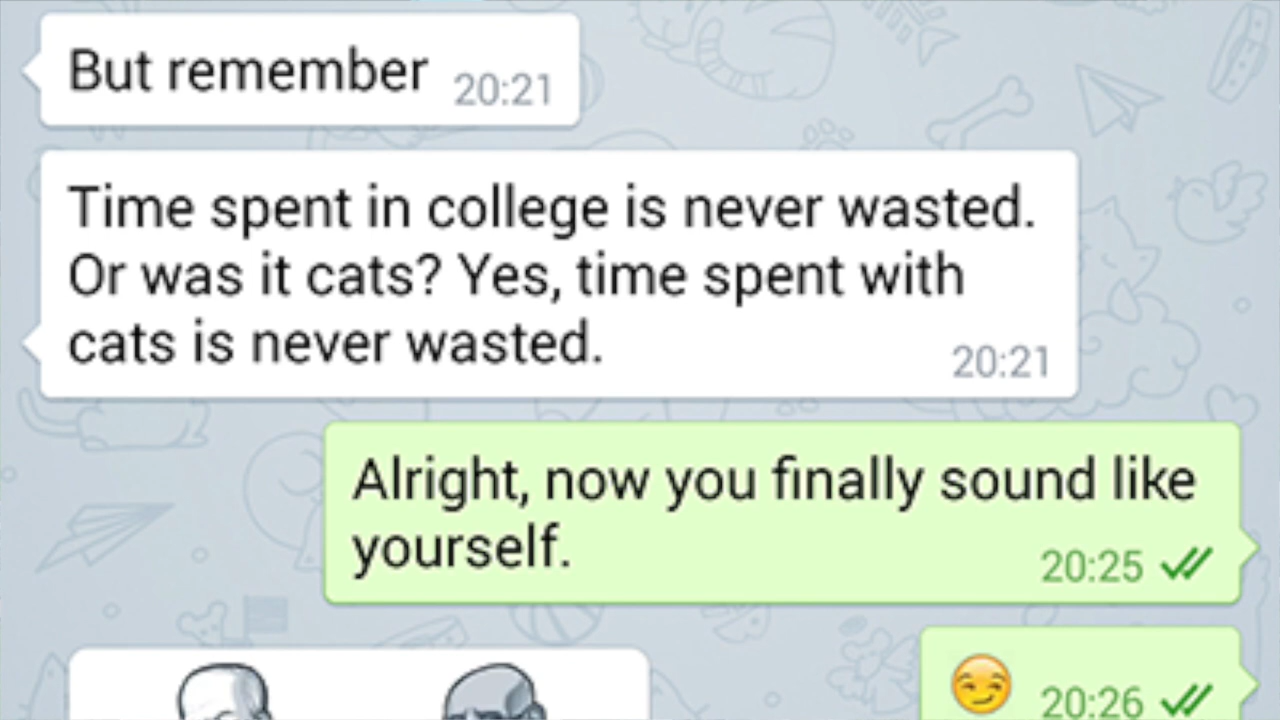 But remember 20:21
Time spent in college is never wasted.
Or was it cats? Yes, time spent with
cats is never wasted. 20:21
Alright, now you finally sound like
yourself. 20:25
20:26